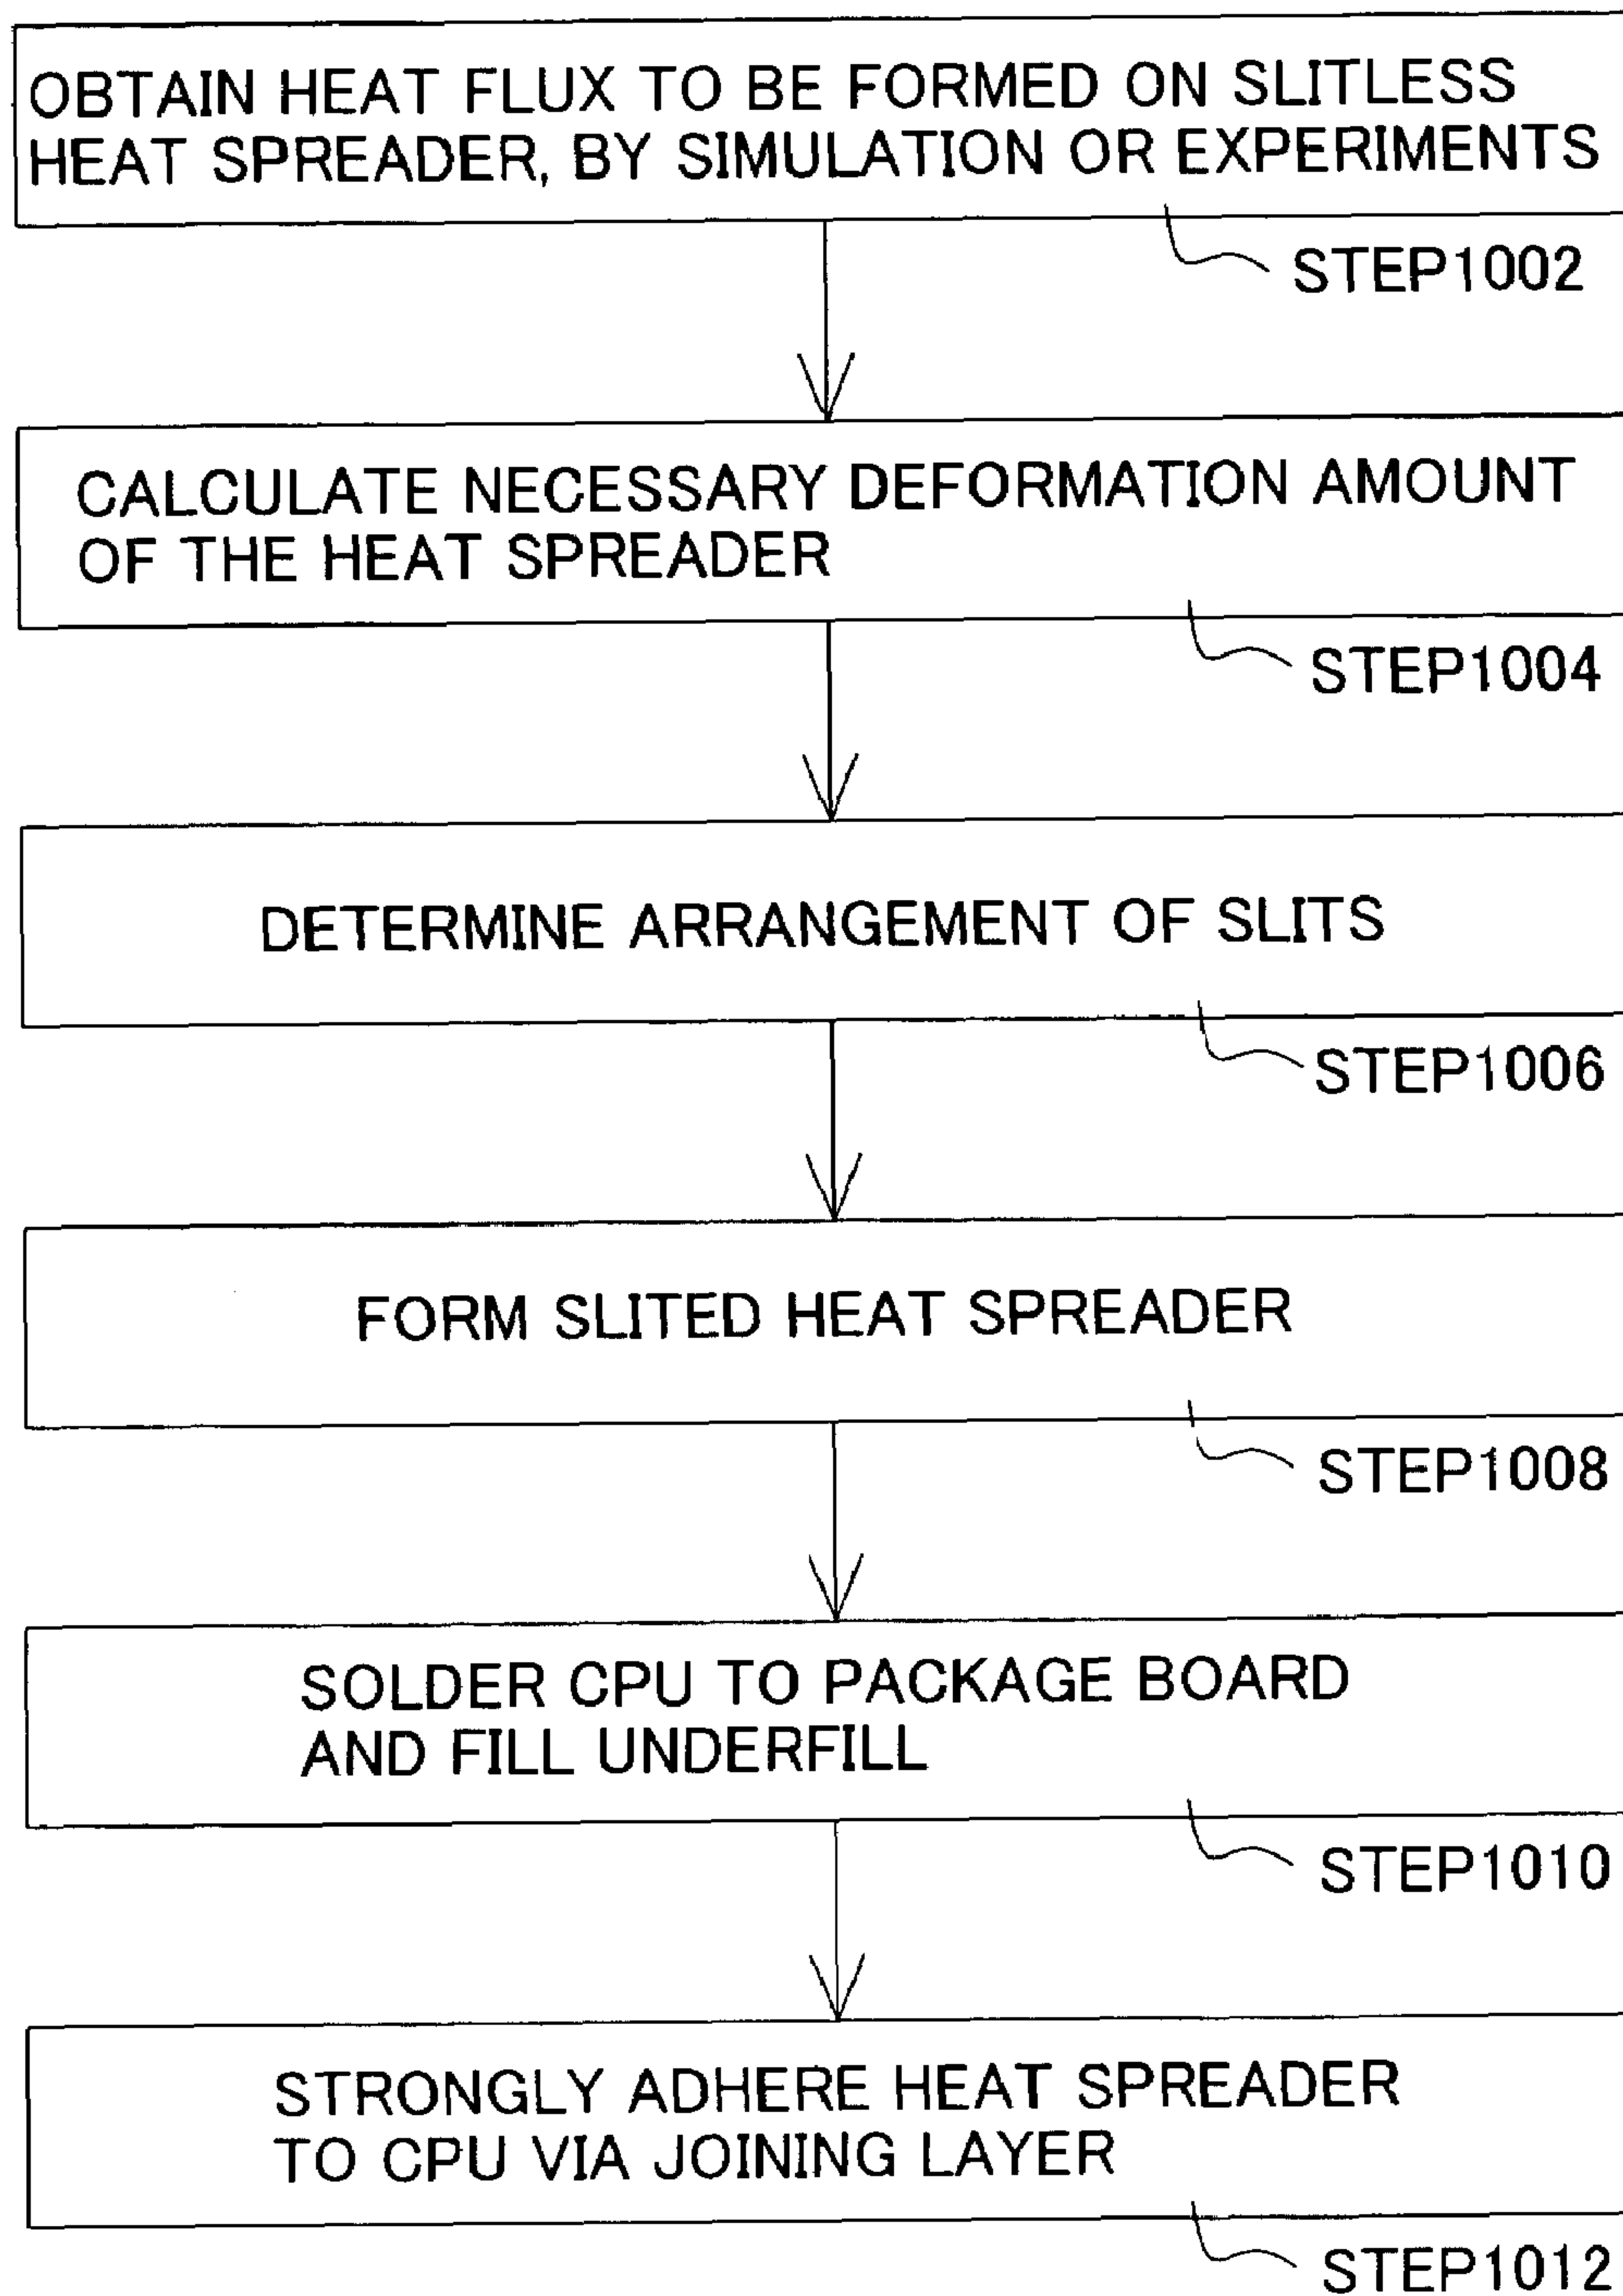 OBTAIN HEAT FLUX TO BE FORMED ON SLITLESS
HEAT SPREADER, BY SIMULATION OR EXPERIMENTS
STEP1002
CALCULATE NECESSARY DEFORMATION AMOUNT
OF THE HEAT SPREADER
STEP1004
DETERMINE ARRANGEMENT OF SLITS
STEP1006
FORM SLITED HEAT SPREADER
STEP1008
SOLDER CPU TO PACKAGE BOARD
AND FILL UNDERFILL
STEP1010
STRONGLY ADHERE HEAT SPREADER
TO CPU VIA JOINING LAYER
STEP1012